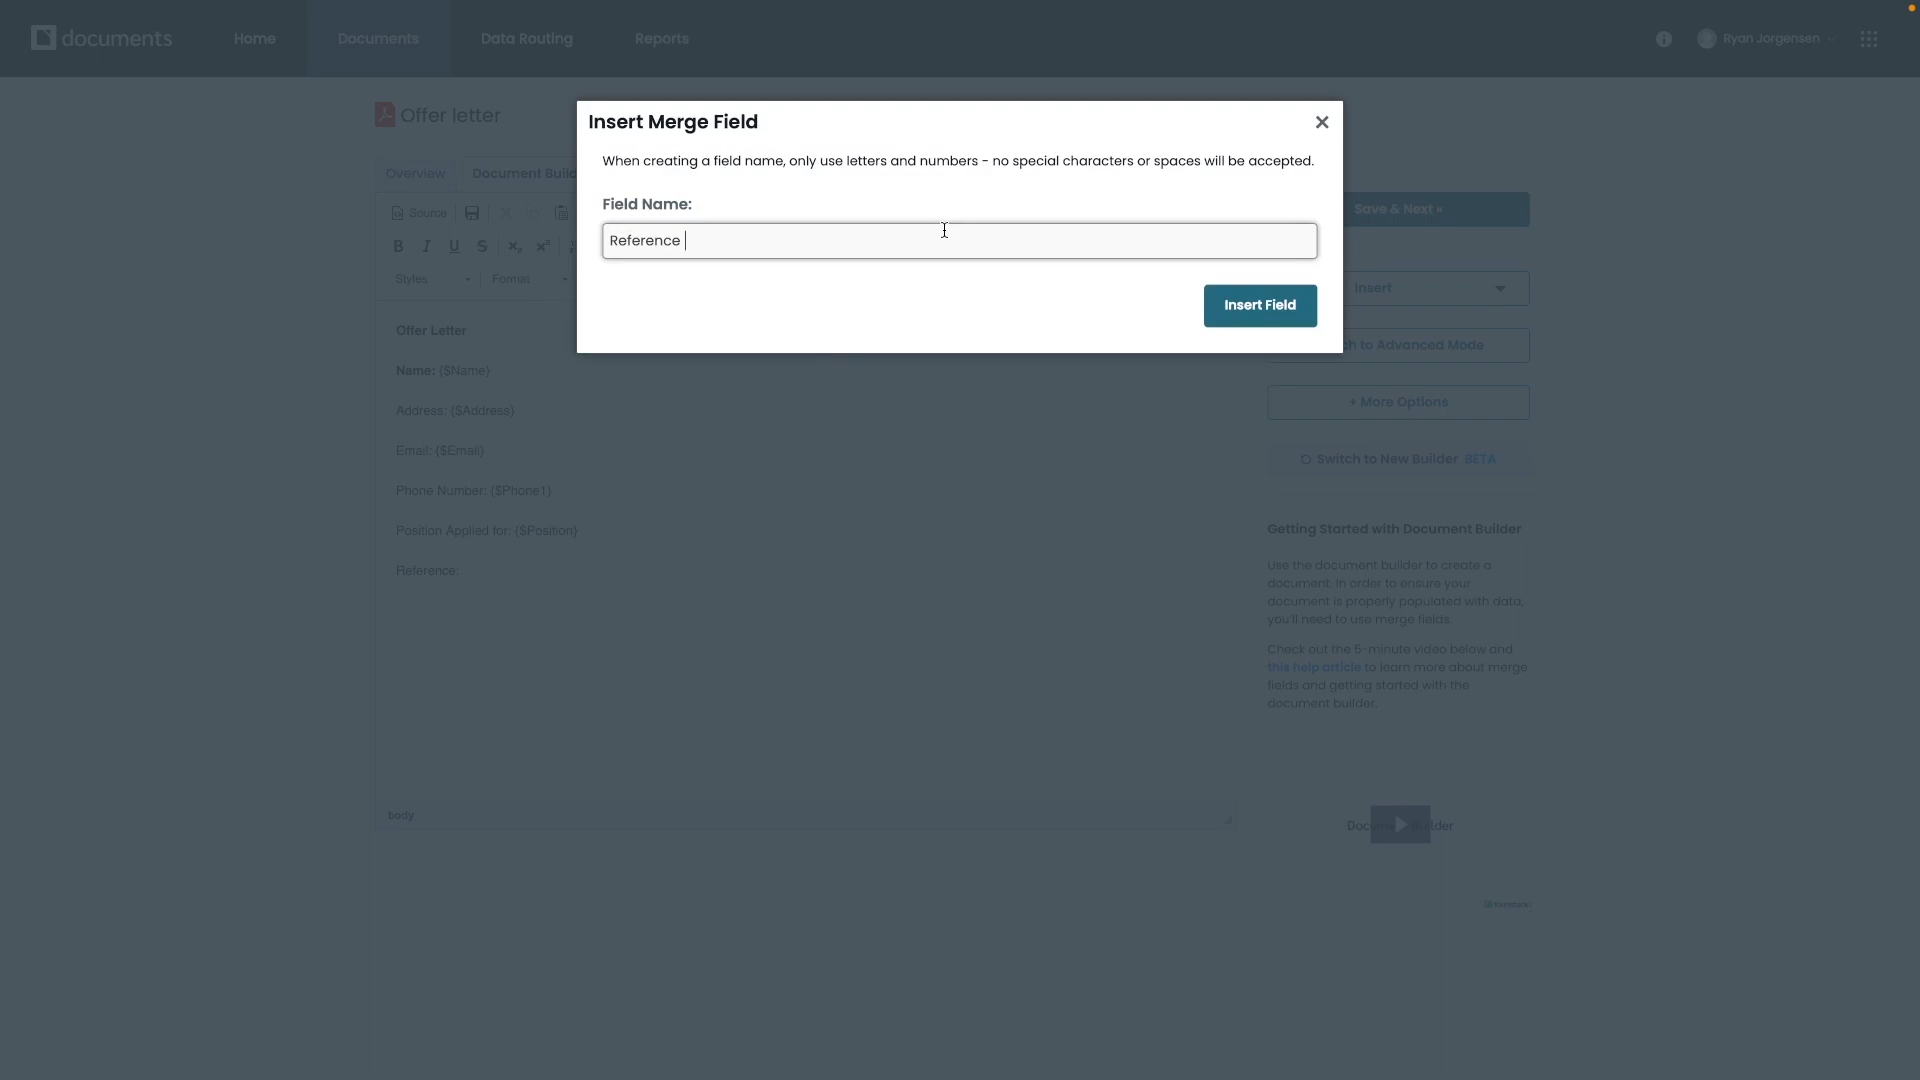 documents
Home
Documents
Data Routing
Reports
Ryan Jorgensen
Offer letter
Insert Merge Field
When creating a field name, only use letters and numbers - no special characters or spaces will be accepted.
Field Name:
Reference
Insert Field
Overview
Document Build
Save & Next »
Source
B I U S x₂ x²
Styles
Format
Insert
ch to Advanced Mode
+ More Options
Switch to New Builder BETA
Offer Letter
Name: {$Name}
Address: {$Address}
Email: {$Email}
Phone Number: {$Phone1}
Position Applied for: {$Position}
Reference:
Getting Started with Document Builder
Use the document builder to create a
document. In order to ensure your
document is properly populated with data,
you'll need to use merge fields.
Check out the 5-minute video below and
this help article to learn more about merge
fields and getting started with the
document builder.
body